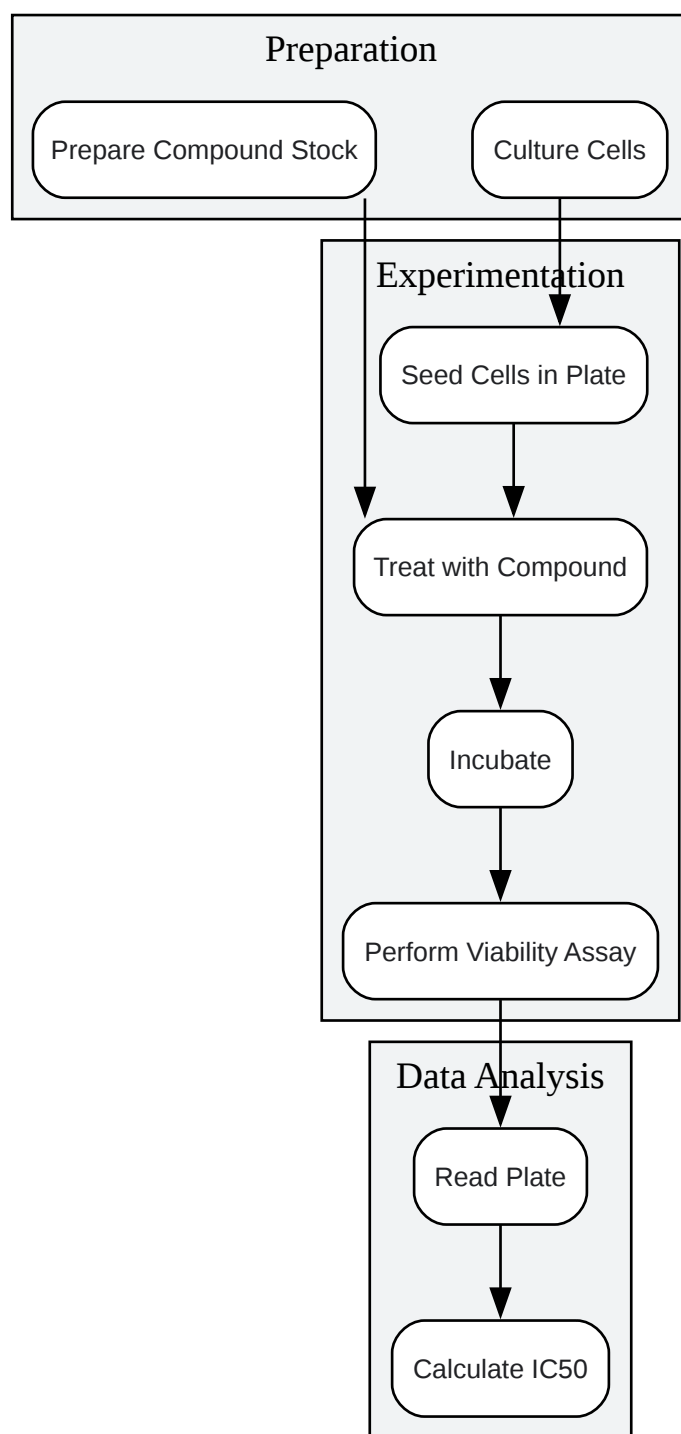 Preparation
Prepare Compound Stock
Culture Cells
Experimentation
Seed Cells in Plate
Treat with Compound
Incubate
Perform Viability Assay
Data Analysis
Read Plate
Calculate IC50